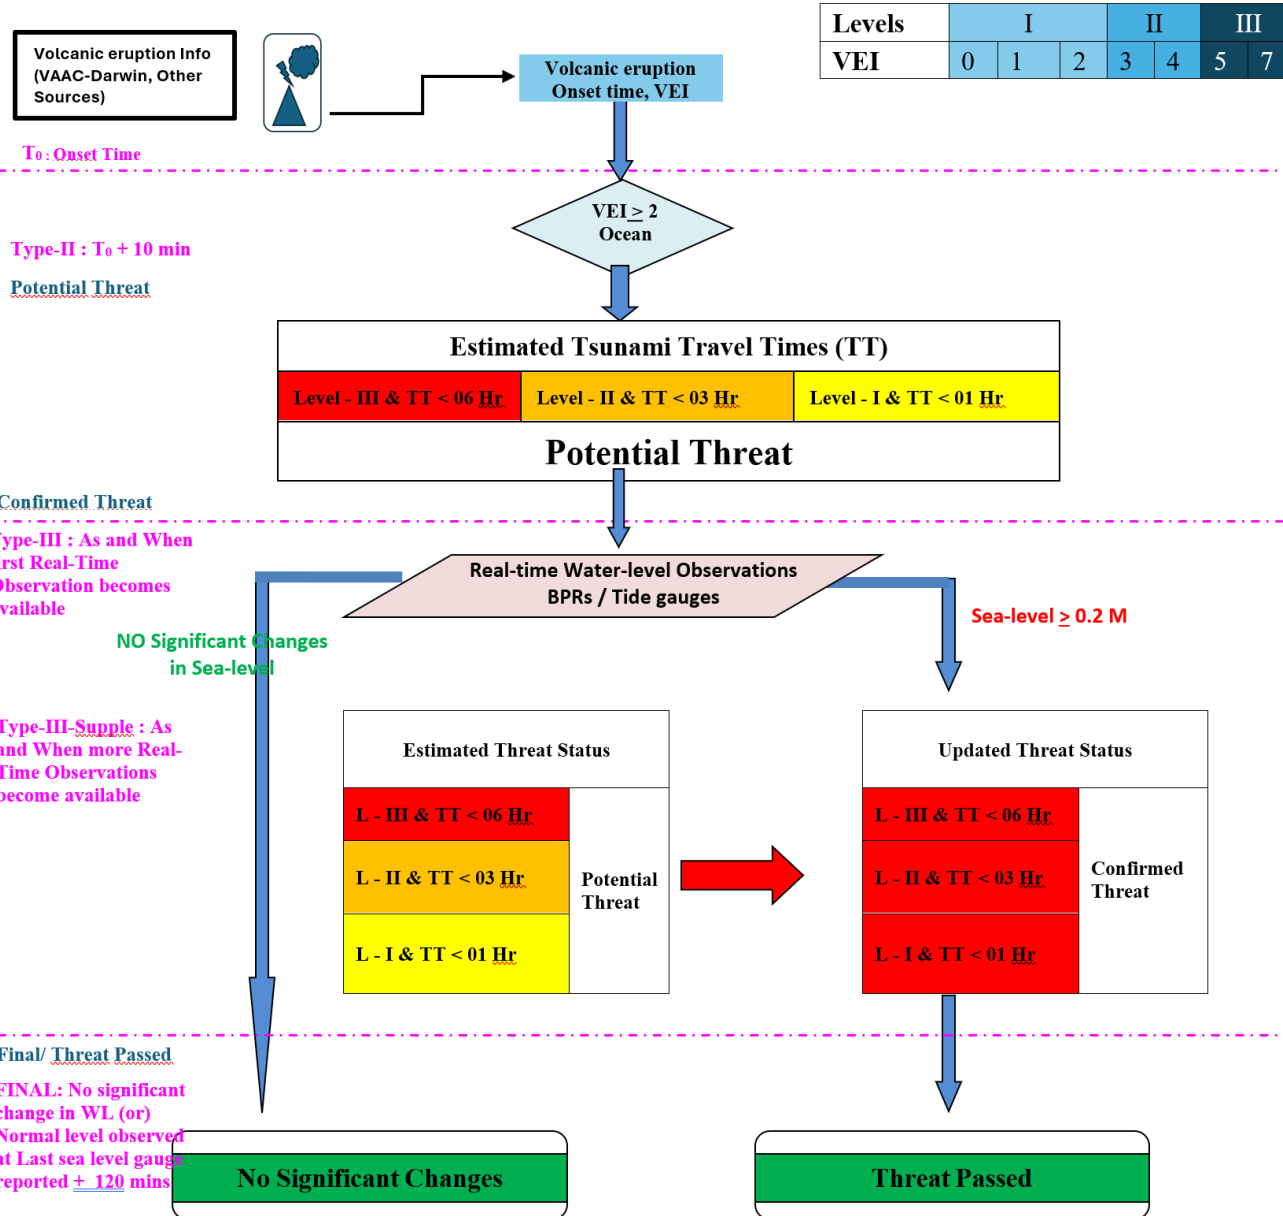 Levels I II III
VEI 0 1 2 3 4 5 7
Volcanic eruption Info
(VAAC-Darwin, Other
Sources)
Volcanic eruption
Onset time, VEI
T0 : Onset Time
VEI ≥ 2
Ocean
Type-II : T0 + 10 min
Potential Threat
Estimated Tsunami Travel Times (TT)
Level - III & TT < 06 Hr
Level - II & TT < 03 Hr
Level - I & TT < 01 Hr
Potential Threat
Confirmed Threat
ype-III : As and When
irst Real-Time
bservation becomes
vailable
Real-time Water-level Observations
BPRs / Tide gauges
Sea-level ≥ 0.2 M
NO Significant Changes
in Sea-level
Type-III-Supple : As
and When more Real-
Time Observations
become available
Estimated Threat Status
L - III & TT < 06 Hr
L - II & TT < 03 Hr
L - I & TT < 01 Hr
Potential
Threat
Updated Threat Status
L - III & TT < 06 Hr
L - II & TT < 03 Hr
L - I & TT < 01 Hr
Confirmed
Threat
Final/ Threat Passed
FINAL: No significant
change in WL (or)
Normal level observed
at Last sea level gauge
reported + 120 mins
No Significant Changes
Threat Passed